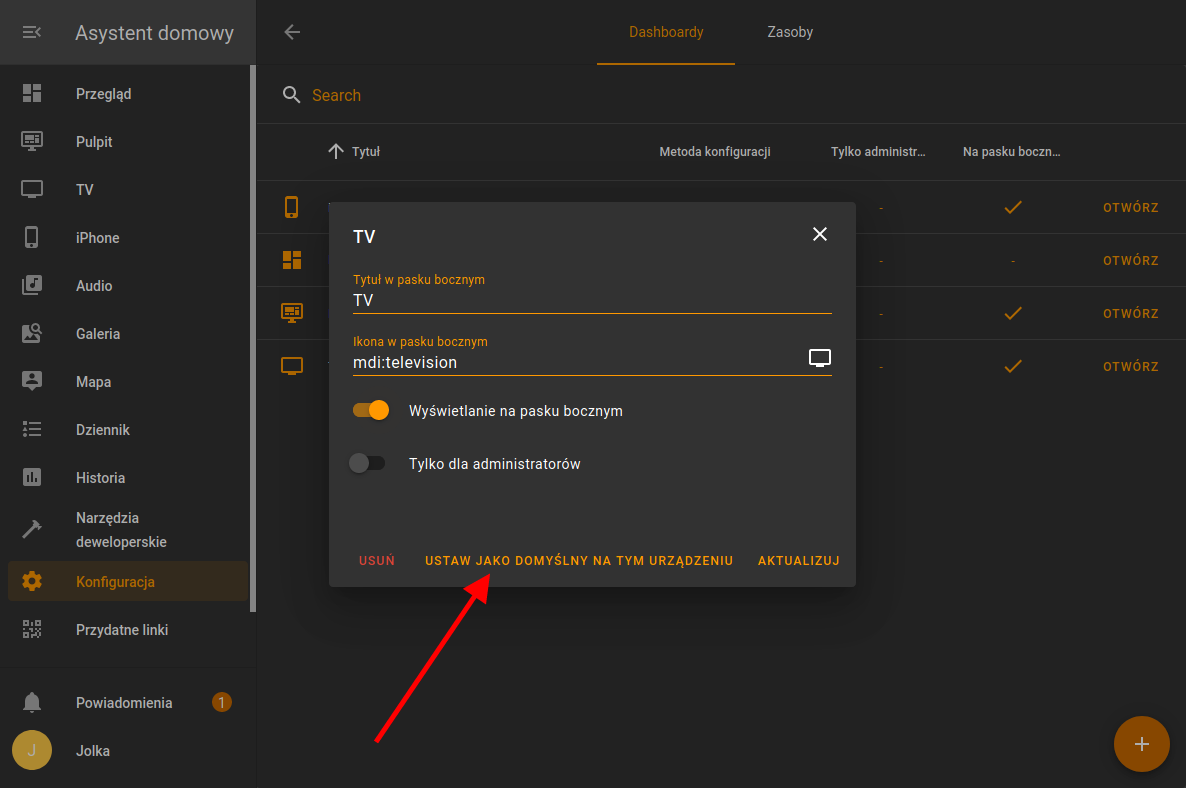 Asystent domowy
Przegląd
Pulpit
TV
iPhone
Audio
Galeria
Mapa
Dziennik
Historia
Narzędzia
deweloperskie
Konfiguracja
Przydatne linki
Powiadomienia 1
J Jolka
Dashboardy Zasoby
Search
Tytuł Metoda konfiguracji Tylko administr... Na pasku boczn...
- OTWÓRZ
- - OTWÓRZ
- OTWÓRZ
- OTWÓRZ
TV
Tytuł w pasku bocznym
TV
Ikona w pasku bocznym
mdi:television
Wyświetlanie na pasku bocznym
Tylko dla administratorów
USUŃ USTAW JAKO DOMYŚLNY NA TYM URZĄDZENIU AKTUALIZUJ